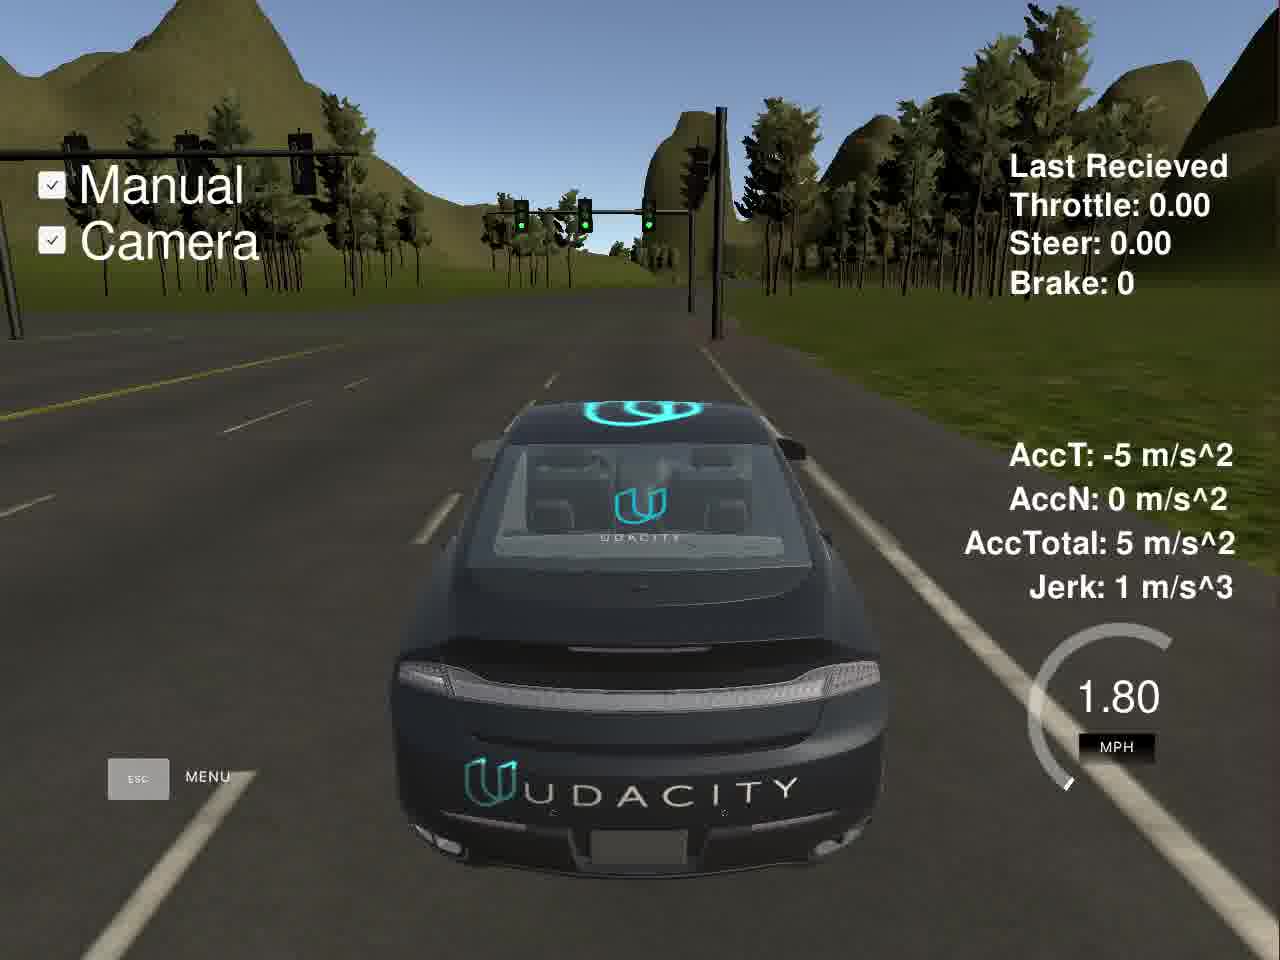 Manual
Camera
Last Recieved
Throttle: 0.00
Steer: 0.00
Brake: 0
AccT: -5 m/s^2
AccN: 0 m/s^2
AccTotal: 5 m/s^2
Jerk: 1 m/s^3
UDACITY
1.80
MPH
ESC
MENU
UDACITY